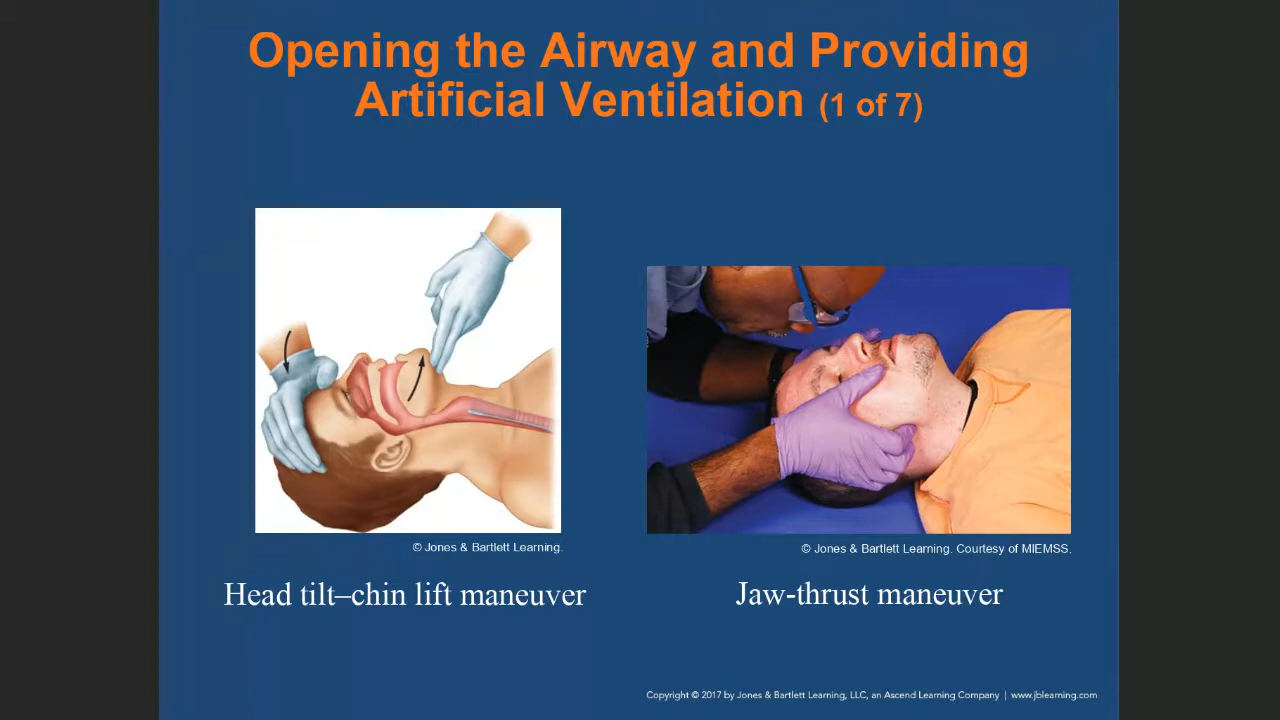 Opening the Airway and Providing
Artificial Ventilation (1 of 7)
© Jones & Bartlett Learning.
© Jones & Bartlett Learning. Courtesy of MIEMSS.
Head tilt–chin lift maneuver
Jaw-thrust maneuver
Copyright © 2017 by Jones & Bartlett Learning, LLC, an Ascend Learning Company | www.jblearning.com